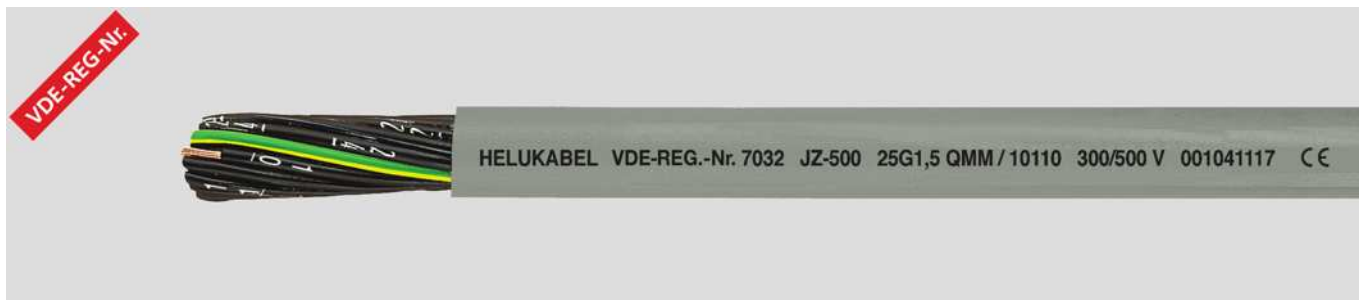 VDE-REG-Nr.
HELUKABEL VDE-REG.-Nr. 7032 JZ-500 25G1,5 QMM / 10110 300/500 V 001041117 CE